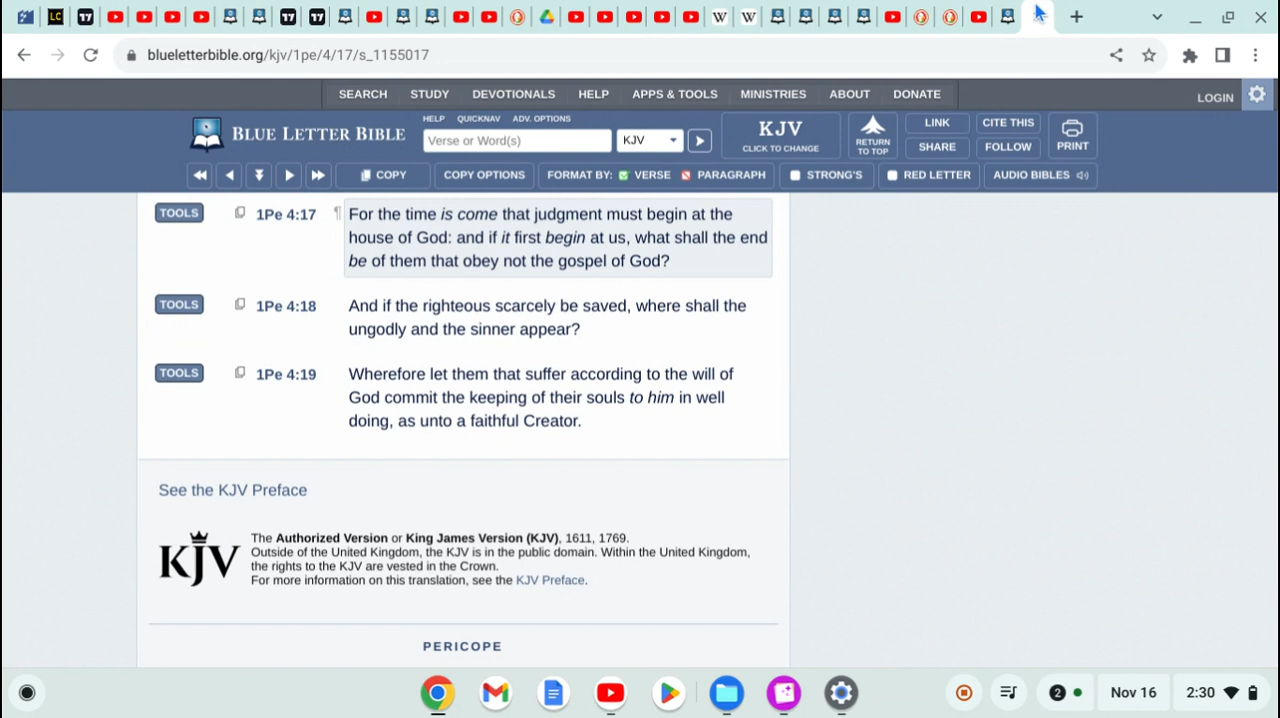 LC
17
17
17
W
W
blueletterbible.org/kjv/1pe/4/17/s_1155017
SEARCH STUDY DEVOTIONALS HELP APPS & TOOLS MINISTRIES ABOUT DONATE LOGIN
BLUE LETTER BIBLE
HELP QUICKNAV ADV. OPTIONS
Verse or Word(s) KJV
KJV
CLICK TO CHANGE
RETURN
TO TOP
LINK CITE THIS
SHARE FOLLOW
PRINT
COPY COPY OPTIONS FORMAT BY: VERSE PARAGRAPH STRONG'S RED LETTER AUDIO BIBLES
TOOLS 1Pe 4:17 ¶ For the time is come that judgment must begin at the
house of God: and if it first begin at us, what shall the end
be of them that obey not the gospel of God?
TOOLS 1Pe 4:18 And if the righteous scarcely be saved, where shall the
ungodly and the sinner appear?
TOOLS 1Pe 4:19 Wherefore let them that suffer according to the will of
God commit the keeping of their souls to him in well
doing, as unto a faithful Creator.
See the KJV Preface
KJV
The Authorized Version or King James Version (KJV), 1611, 1769.
Outside of the United Kingdom, the KJV is in the public domain. Within the United Kingdom,
the rights to the KJV are vested in the Crown.
For more information on this translation, see the KJV Preface.
PERICOPE
2 Nov 16 2:30